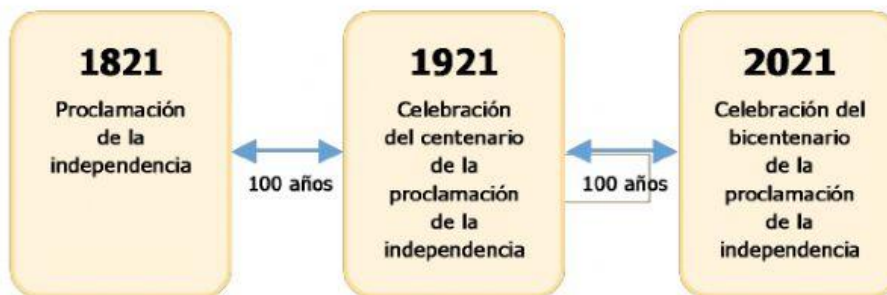 1821
Proclamación
de la
independencia
100 años
1921
Celebración
del centenario
de la
proclamación
de la
independencia
100 años
2021
Celebración del
bicentenario
de la
proclamación
de la
independencia